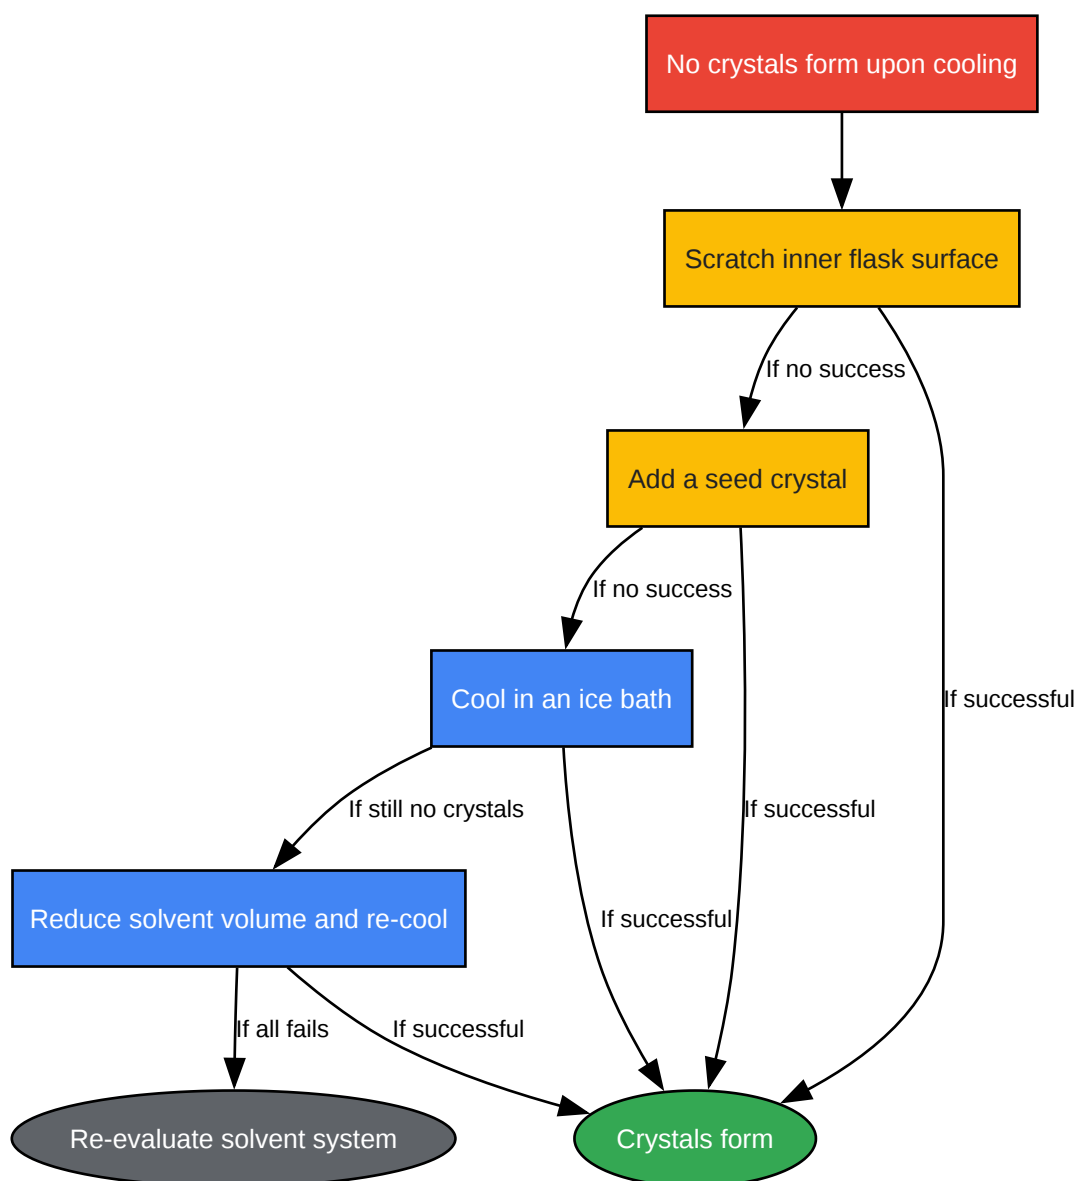 No crystals form upon cooling
Scratch inner flask surface
If no success
Add a seed crystal
If no success
Cool in an ice bath
If successful
If still no crystals
If successful
Reduce solvent volume and re-cool
If successful
If all fails
If successful
Re-evaluate solvent system
Crystals form